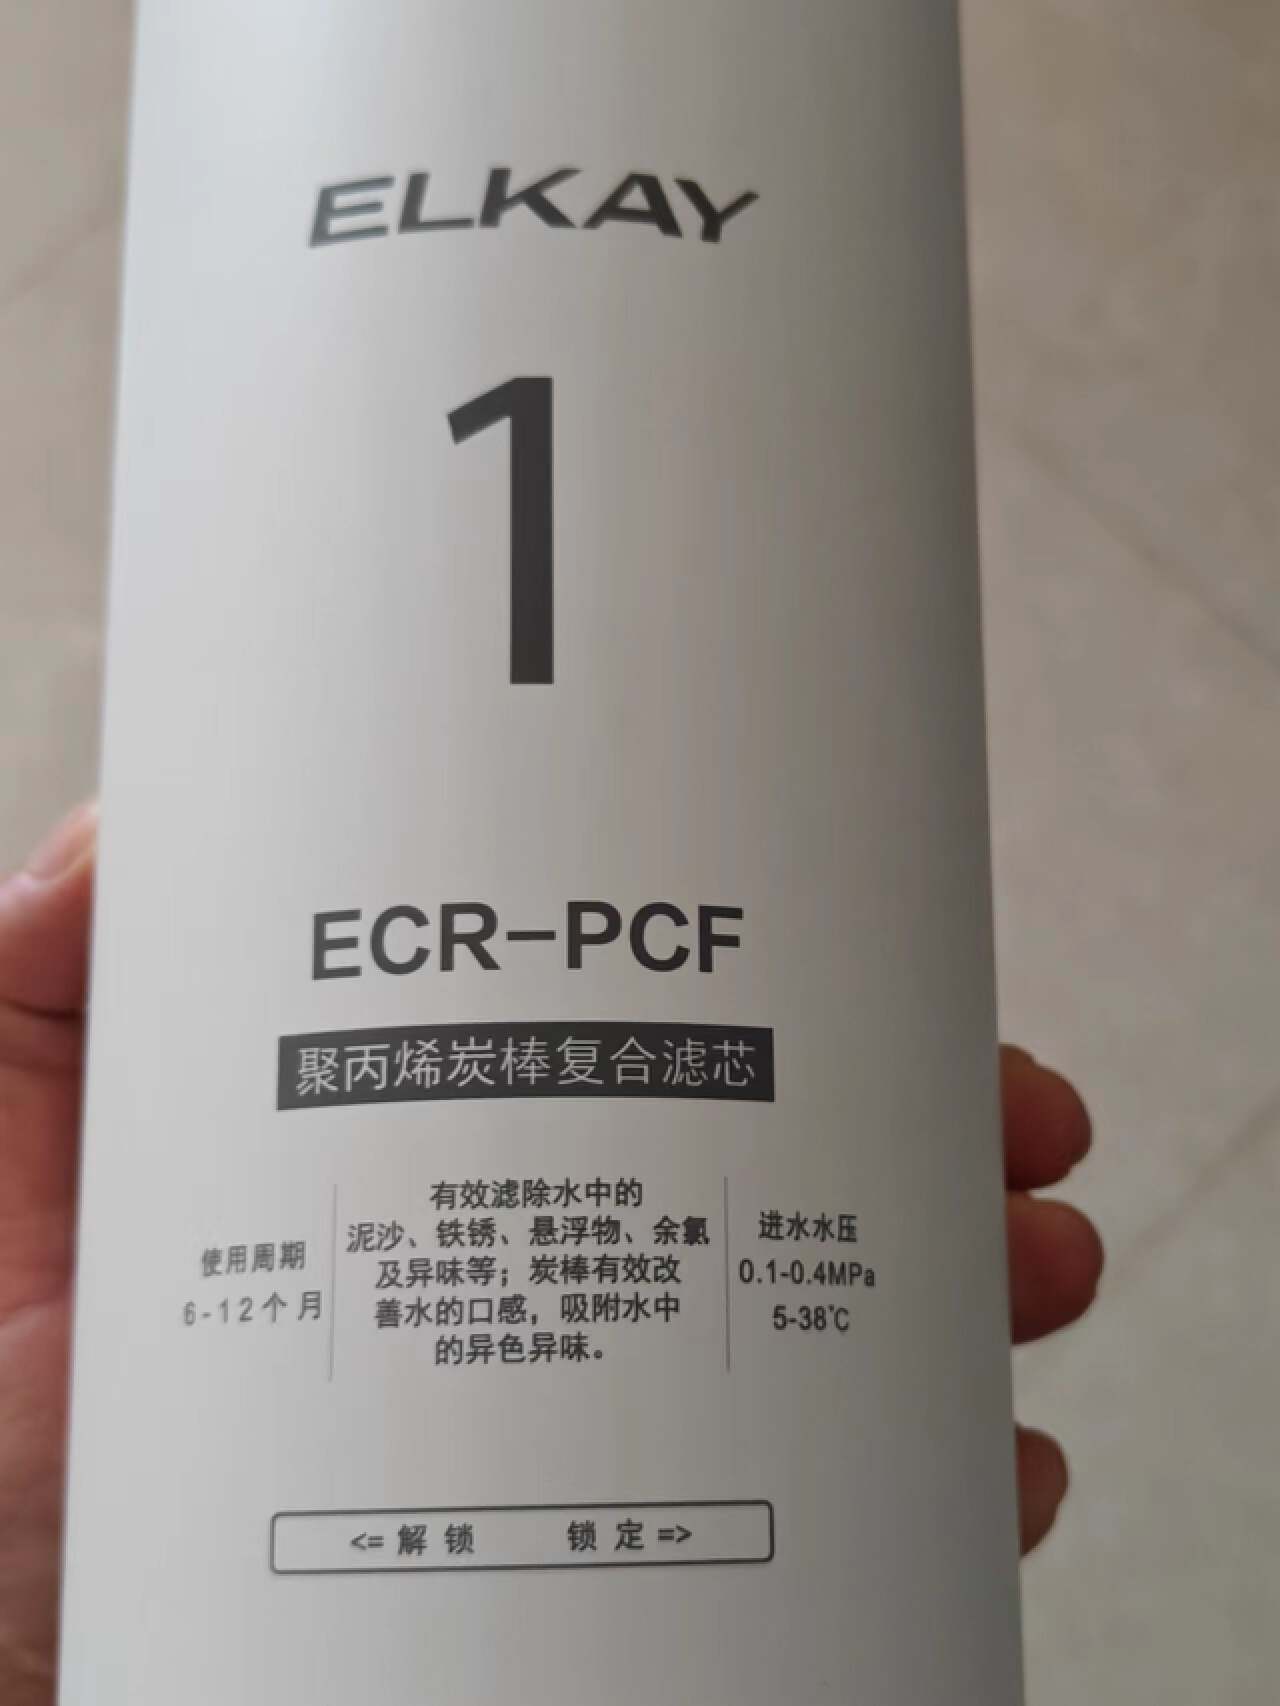 ELKAY
1
ECR-PCF
聚丙烯炭棒复合滤芯
使用周期
6-12个月
有效滤除水中的
泥沙、铁锈、悬浮物、余氯
及异味等；炭棒有效改
善水的口感，吸附水中
的异色异味。
进水水压
0.1-0.4MPa
5-38℃
<=解锁 锁定=>